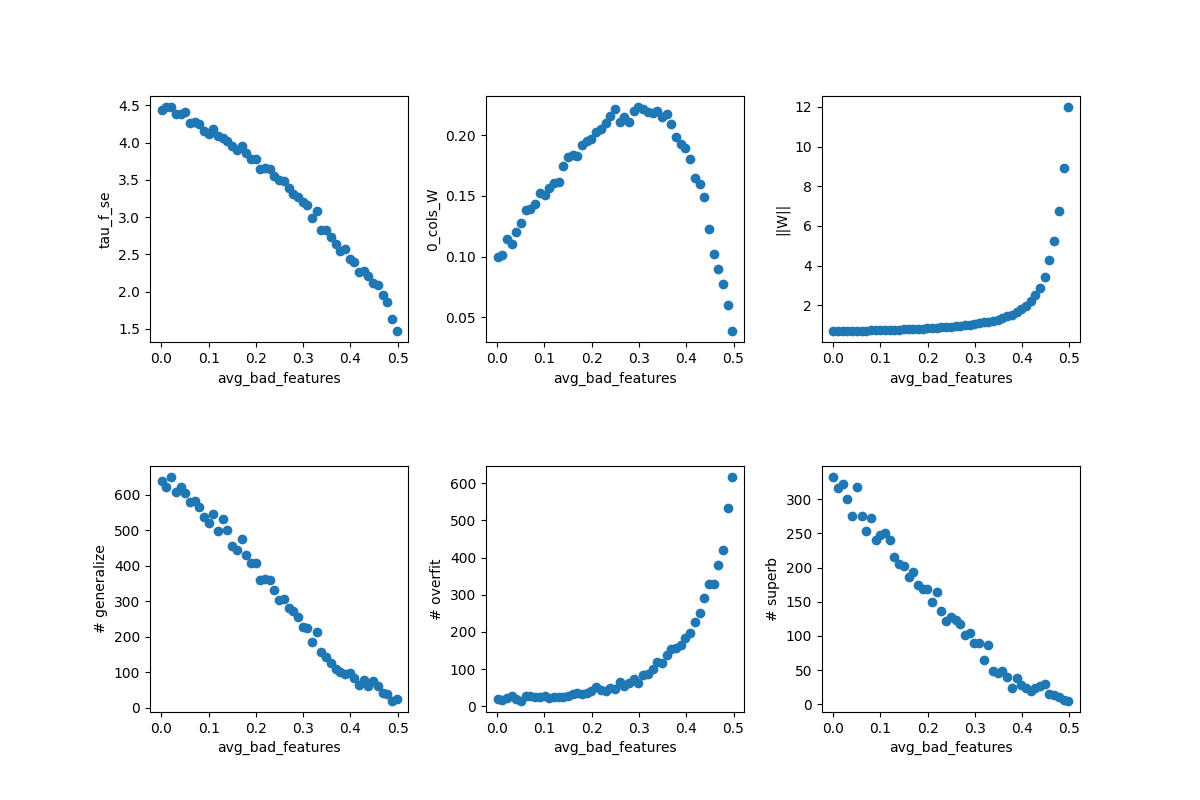 4.5
4.0
3.5
3.0
2.5
2.0
1.5
tau_f_se
0.0 0.1 0.2 0.3 0.4 0.5
avg_bad_features
0.20
0.15
0.10
0.05
0_cols_W
0.0 0.1 0.2 0.3 0.4 0.5
avg_bad_features
12
10
8
6
4
2
||W||
0.0 0.1 0.2 0.3 0.4 0.5
avg_bad_features
600
500
400
300
200
100
0
# generalize
0.0 0.1 0.2 0.3 0.4 0.5
avg_bad_features
600
500
400
300
200
100
0
# overfit
0.0 0.1 0.2 0.3 0.4 0.5
avg_bad_features
300
250
200
150
100
50
0
# superb
0.0 0.1 0.2 0.3 0.4 0.5
avg_bad_features